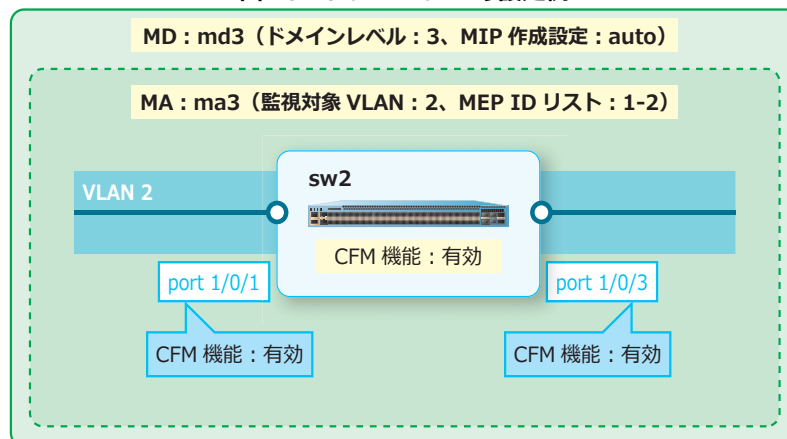 MD：md3（ドメインレベル：3、MIP 作成設定：auto）
MA：ma3（監視対象 VLAN：2、MEP ID リスト：1-2）
VLAN 2
sw2
CFM 機能：有効
port 1/0/1
port 1/0/3
CFM 機能：有効
CFM 機能：有効